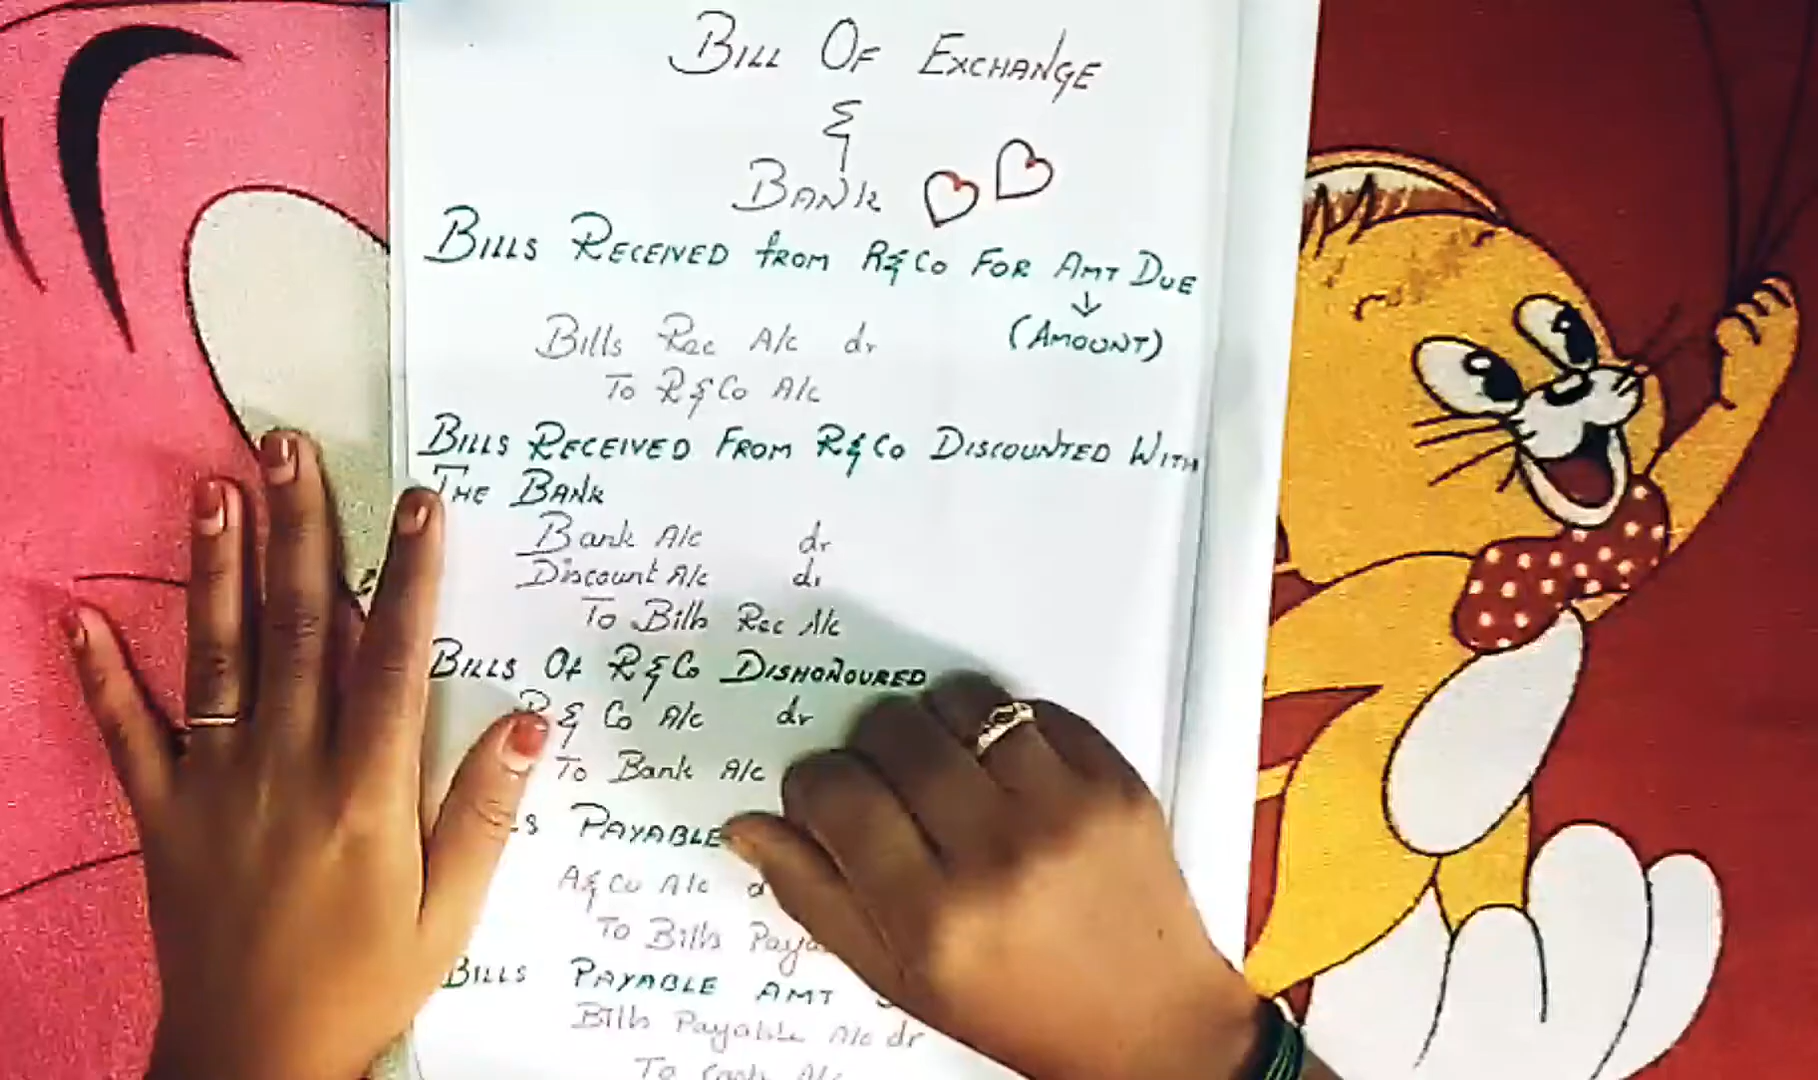 BILL OF EXCHANGE
&
BANK
BILLS RECEIVED from R&Co FOR AMT DUE
(AMOUNT)
Bills Rec A/c dr
To R&Co A/c
BILLS RECEIVED FROM R&Co DISCOUNTED WITH
THE BANK
Bank A/c dr
Discount A/c dr
To Bills Rec A/c
BILLS Of R&Co DISHONOURED
R& Co A/c dr
To Bank A/c
PAYABLE
A&Co A/c
To Bills
BILLS PAYABLE AMT
Bills Payable A/c dr
To Cash A/c